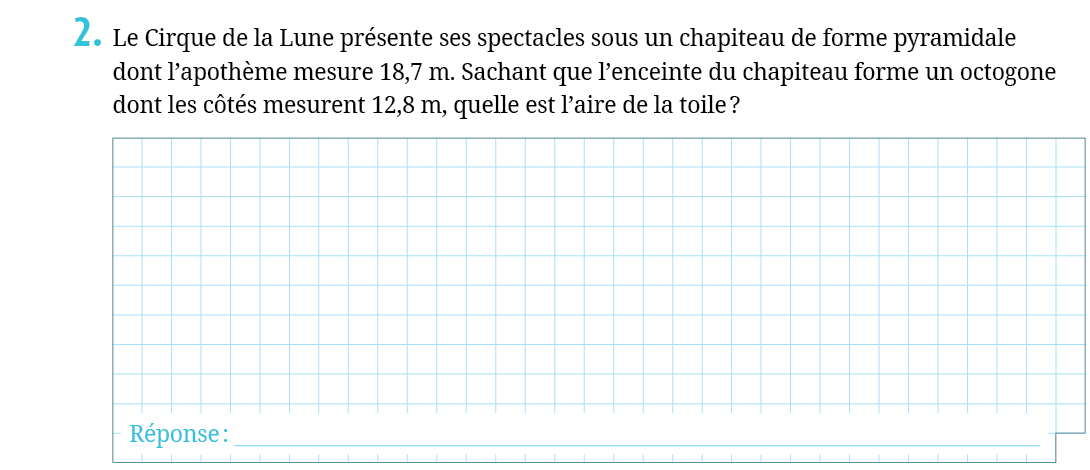 2. Le Cirque de la Lune présente ses spectacles sous un chapiteau de forme pyramidale
dont l’apothème mesure 18,7 m. Sachant que l’enceinte du chapiteau forme un octogone
dont les côtés mesurent 12,8 m, quelle est l’aire de la toile ?
Réponse :